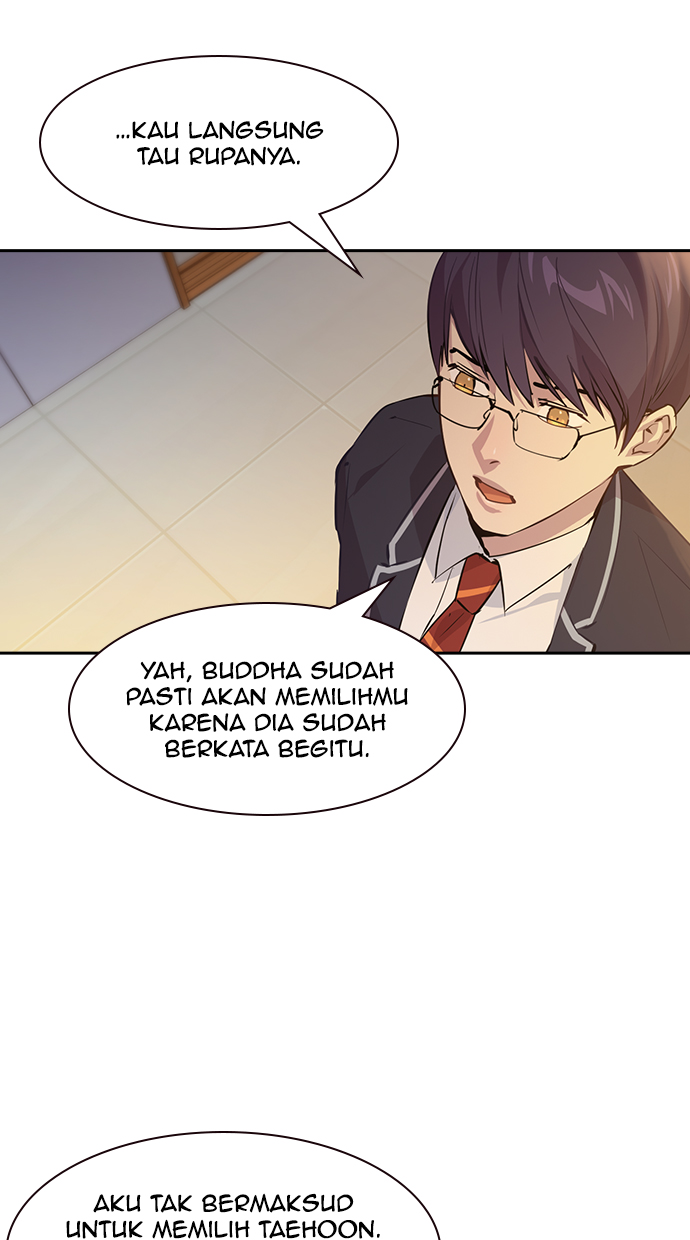 ...KAU LANGSUNG
TAU RUPANYA.
YAH, BUDDHA SUDAH
PASTI AKAN MEMILIHMU
KARENA DIA SUDAH
BERKATA BEGITU.
AKU TAK BERMAKSUD
UNTUK MEMILIH TAEHOON.